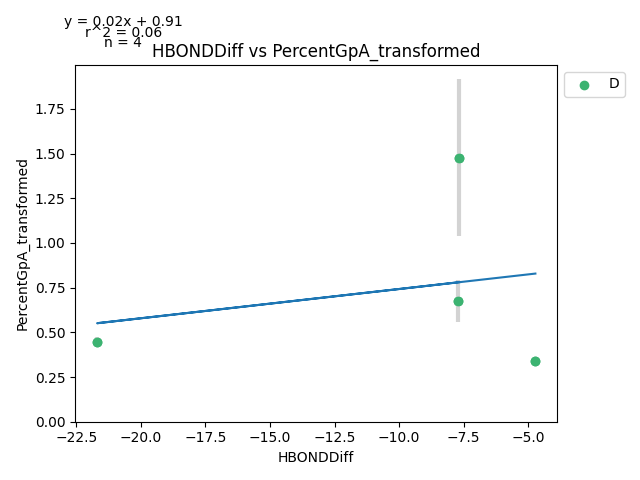 y = 0.02x + 0.91
r^2 = 0.06
n = 4
HBONDDiff vs PercentGpA_transformed
D
PercentGpA_transformed
1.75
1.50
1.25
1.00
0.75
0.50
0.25
0.00
−22.5 −20.0 −17.5 −15.0 −12.5 −10.0 −7.5 −5.0
HBONDDiff